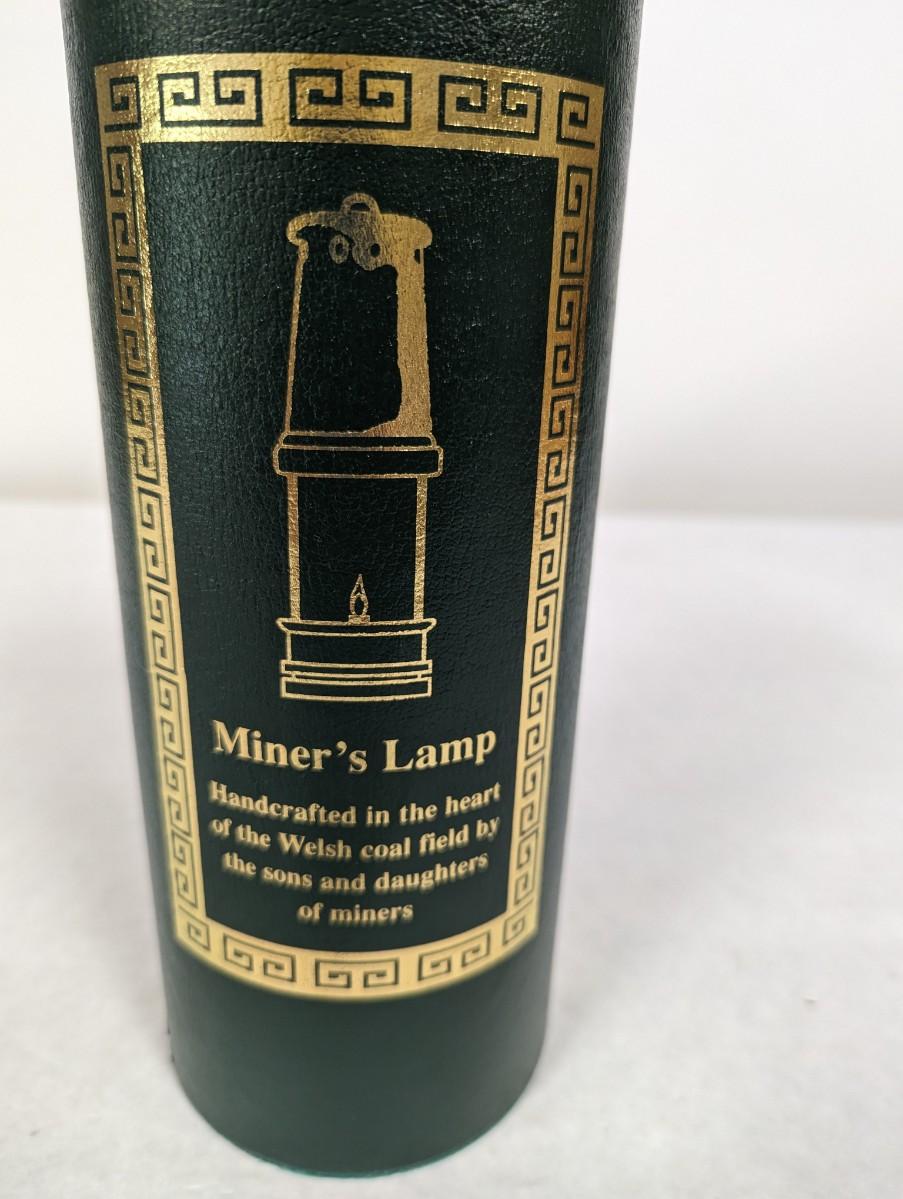 Miner's Lamp
Handcrafted in the heart
of the Welsh coal field by
the sons and daughters
of miners